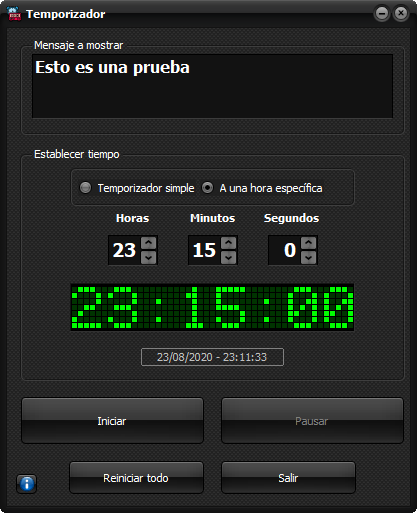 Temporizador
Mensaje a mostrar
Esto es una prueba
Establecer tiempo
Temporizador simple A una hora específica
Horas Minutos Segundos
23 15 0
23:15:00
23/08/2020 - 23:11:33
Iniciar Pausar
Reiniciar todo Salir